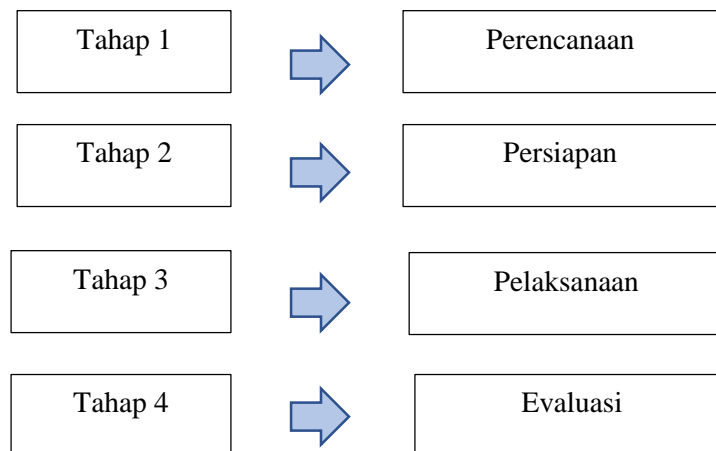 Tahap 1
Perencanaan
Tahap 2
Persiapan
Tahap 3
Pelaksanaan
Tahap 4
Evaluasi